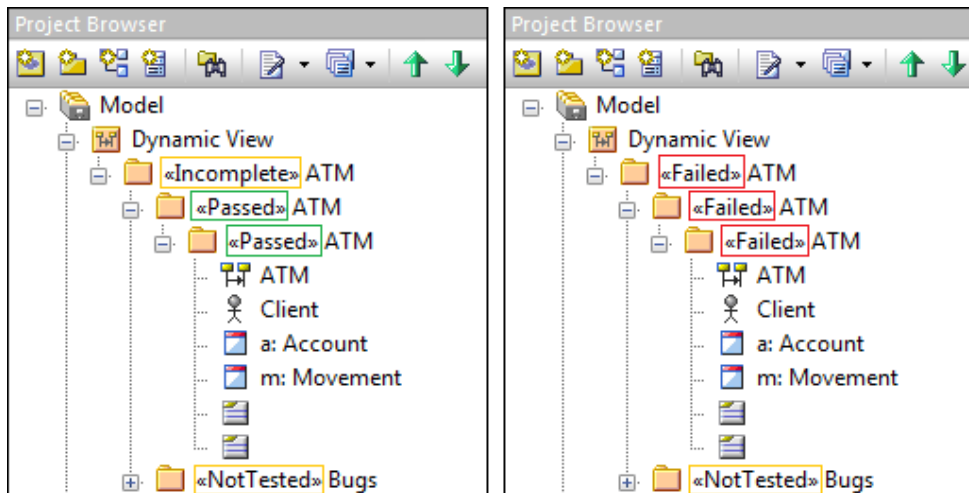 Project Browser
Model
Dynamic View
«Incomplete» ATM
«Passed» ATM
«Passed» ATM
ATM
Client
a: Account
m: Movement
«NotTested» Bugs
Project Browser
Model
Dynamic View
«Failed» ATM
«Failed» ATM
«Failed» ATM
ATM
Client
a: Account
m: Movement
«NotTested» Bugs